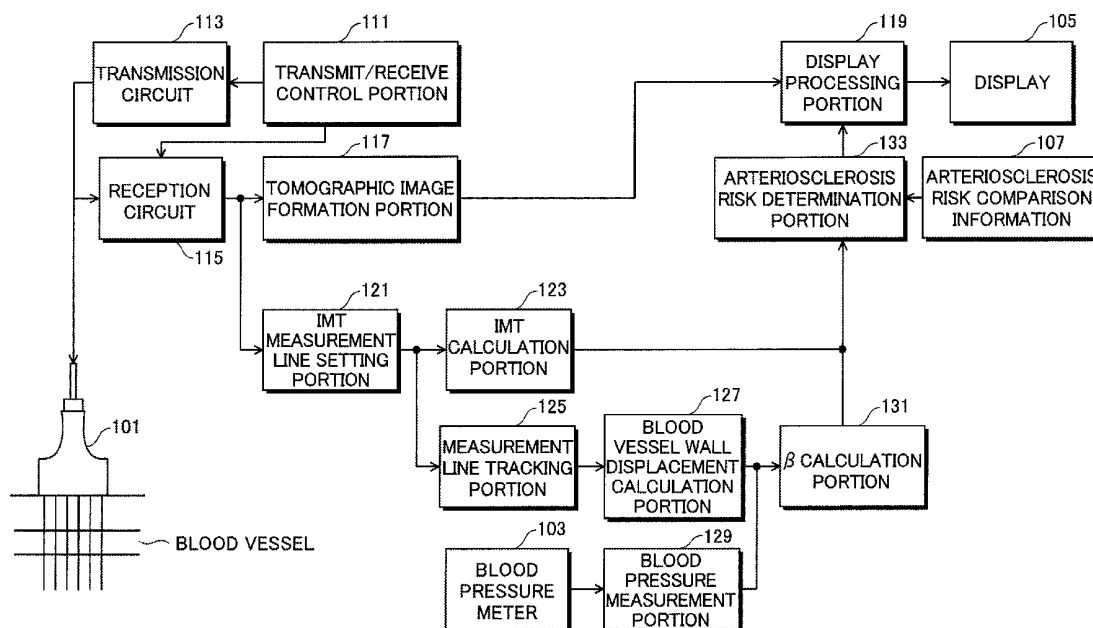 113
111
119
105
TRANSMISSION
CIRCUIT
TRANSMIT/RECEIVE
CONTROL PORTION
DISPLAY
PROCESSING
PORTION
DISPLAY
117
133
107
RECEPTION
CIRCUIT
TOMOGRAPHIC IMAGE
FORMATION PORTION
ARTERIOSCLEROSIS
RISK DETERMINATION
PORTION
ARTERIOSCLEROSIS
RISK COMPARISON
INFORMATION
115
121
123
IMT
MEASUREMENT
LINE SETTING
PORTION
IMT
CALCULATION
PORTION
101
125
127
131
MEASUREMENT
LINE TRACKING
PORTION
BLOOD
VESSEL WALL
DISPLACEMENT
CALCULATION
PORTION
β CALCULATION
PORTION
BLOOD VESSEL
103
129
BLOOD
PRESSURE
METER
BLOOD
PRESSURE
MEASUREMENT
PORTION